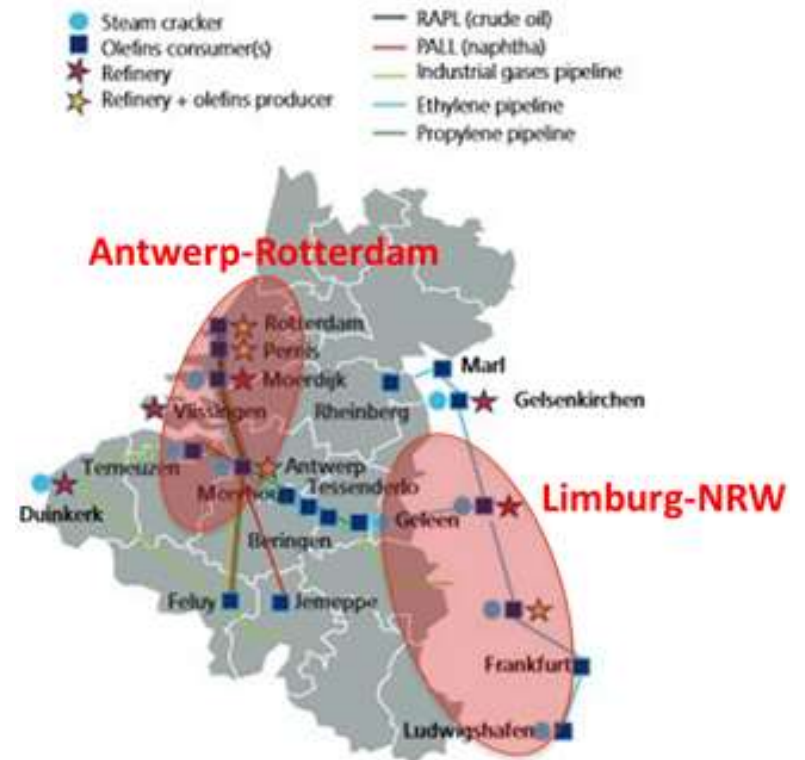 Steam cracker
Olefins consumer(s)
Refinery
Refinery + olefins producer
RAPL (crude oil)
PALL (naphtha)
Industrial gases pipeline
Ethylene pipeline
Propylene pipeline
Antwerp-Rotterdam
Rotterdam
Pernis
Moerdijk
Marl
Vlissingen
Rheinberg
Gelsenkirchen
Terneuzen
Antwerp
Tessenderlo
Limburg-NRW
Duinkerk
Geleen
Beringen
Feluy
Jemeppe
Frankfurt
Ludwigshafen